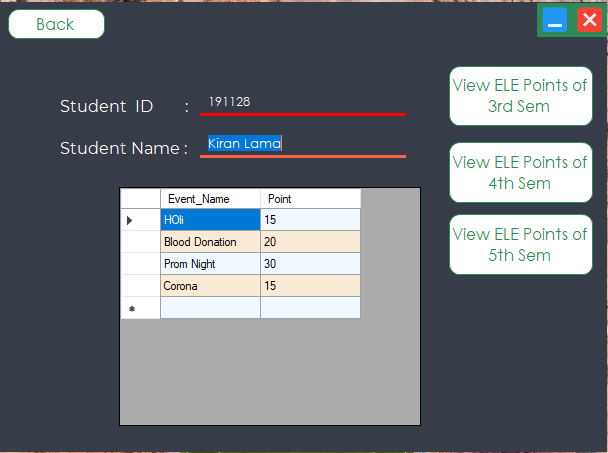 Back
Student ID : 191128
Student Name : Kiran Lama
Event_Name Point
HOli 15
Blood Donation 20
Prom Night 30
Corona 15
View ELE Points of
3rd Sem
View ELE Points of
4th Sem
View ELE Points of
5th Sem